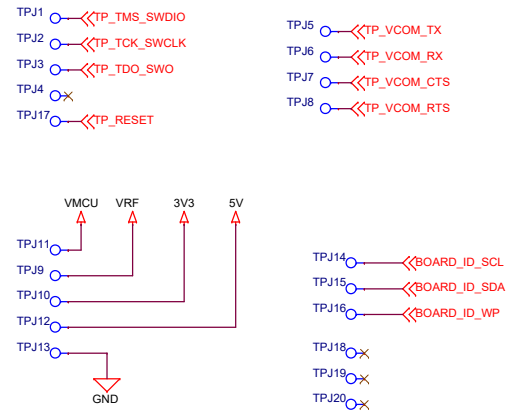 TPJ1 TP_TMS_SWDIO
TPJ2 TP_TCK_SWCLK
TPJ3 TP_TDO_SWO
TPJ4
TPJ17 TP_RESET
TPJ5 TP_VCOM_TX
TPJ6 TP_VCOM_RX
TPJ7 TP_VCOM_CTS
TPJ8 TP_VCOM_RTS
VMCU VRF 3V3 5V
TPJ11
TPJ9
TPJ10
TPJ12
TPJ13
GND
TPJ14 BOARD_ID_SCL
TPJ15 BOARD_ID_SDA
TPJ16 BOARD_ID_WP
TPJ18
TPJ19
TPJ20